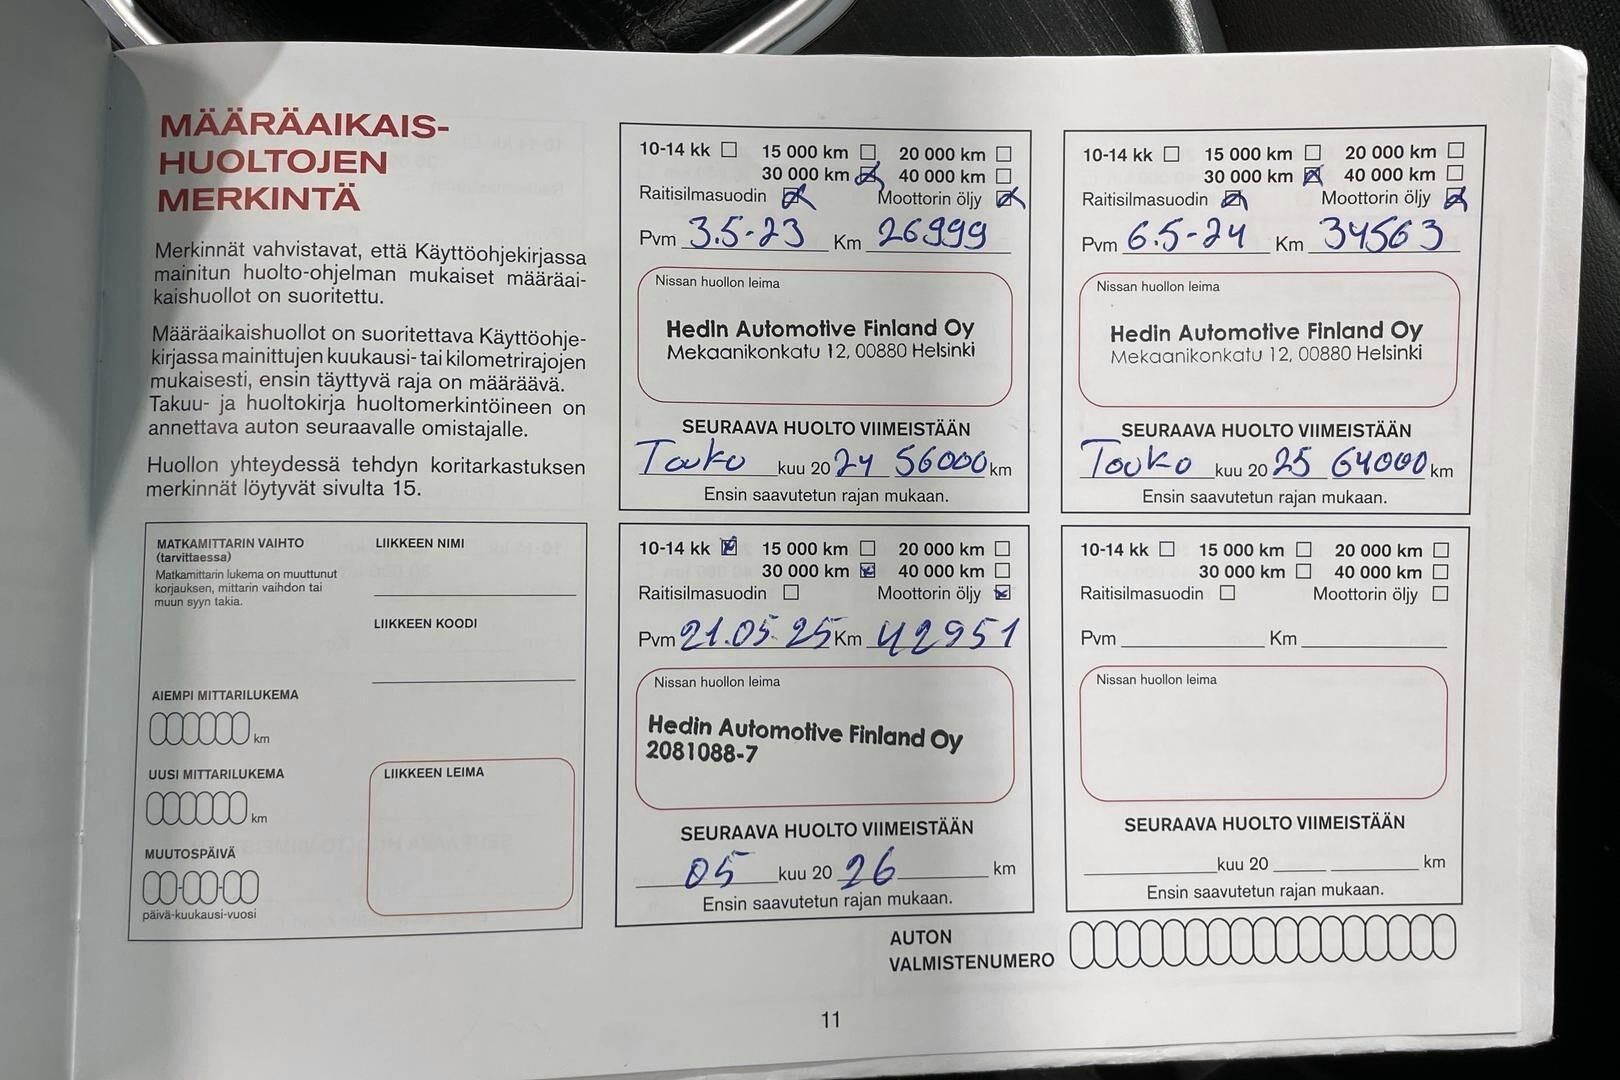 MÄÄRÄAIKAIS-
HUOLTOJEN
MERKINTÄ
Merkinnät vahvistavat, että Käyttöohjekirjassa
mainitun huolto-ohjelman mukaiset määräai-
kaishuollot on suoritettu.
Määräaikaishuollot on suoritettava Käyttöohje-
kirjassa mainittujen kuukausi- tai kilometrirajojen
mukaisesti, ensin täyttyvä raja on määräävä.
Takuu- ja huoltokirja huoltomerkintöineen on
annettava auton seuraavalle omistajalle.
Huollon yhteydessä tehdyn koritarkastuksen
merkinnät löytyvät sivulta 15.
MATKAMITTARIN VAIHTO
(tarvittaessa)
Matkamittarin lukema on muuttunut
korjauksen, mittarin vaihdon tai
muun syyn takia.
LIIKKEEN NIMI
LIIKKEEN KOODI
AIEMPI MITTARILUKEMA
km
UUSI MITTARILUKEMA
km
MUUTOSPÄIVÄ
päivä-kuukausi-vuosi
LIIKKEEN LEIMA
10-14 kk 15 000 km 20 000 km
30 000 km 40 000 km
Raitisilmasuodin Moottorin öljy
Pvm 3.5-23 Km 26999
Nissan huollon leima
Hedin Automotive Finland Oy
Mekaanikonkatu 12, 00880 Helsinki
SEURAAVA HUOLTO VIIMEISTÄÄN
Touko kuu 20 24 56000 km
Ensin saavutetun rajan mukaan.
10-14 kk 15 000 km 20 000 km
30 000 km 40 000 km
Raitisilmasuodin Moottorin öljy
Pvm 6.5-24 Km 34563
Nissan huollon leima
Hedin Automotive Finland Oy
Mekaanikonkatu 12, 00880 Helsinki
SEURAAVA HUOLTO VIIMEISTÄÄN
Touko kuu 20 25 64000 km
Ensin saavutetun rajan mukaan.
10-14 kk 15 000 km 20 000 km
30 000 km 40 000 km
Raitisilmasuodin Moottorin öljy
Pvm 21.05.25 Km 42951
Nissan huollon leima
Hedin Automotive Finland Oy
2081088-7
SEURAAVA HUOLTO VIIMEISTÄÄN
05 kuu 20 26 km
Ensin saavutetun rajan mukaan.
10-14 kk 15 000 km 20 000 km
30 000 km 40 000 km
Raitisilmasuodin Moottorin öljy
Pvm Km
Nissan huollon leima
SEURAAVA HUOLTO VIIMEISTÄÄN
kuu 20 km
Ensin saavutetun rajan mukaan.
AUTON
VALMISTENUMERO
11